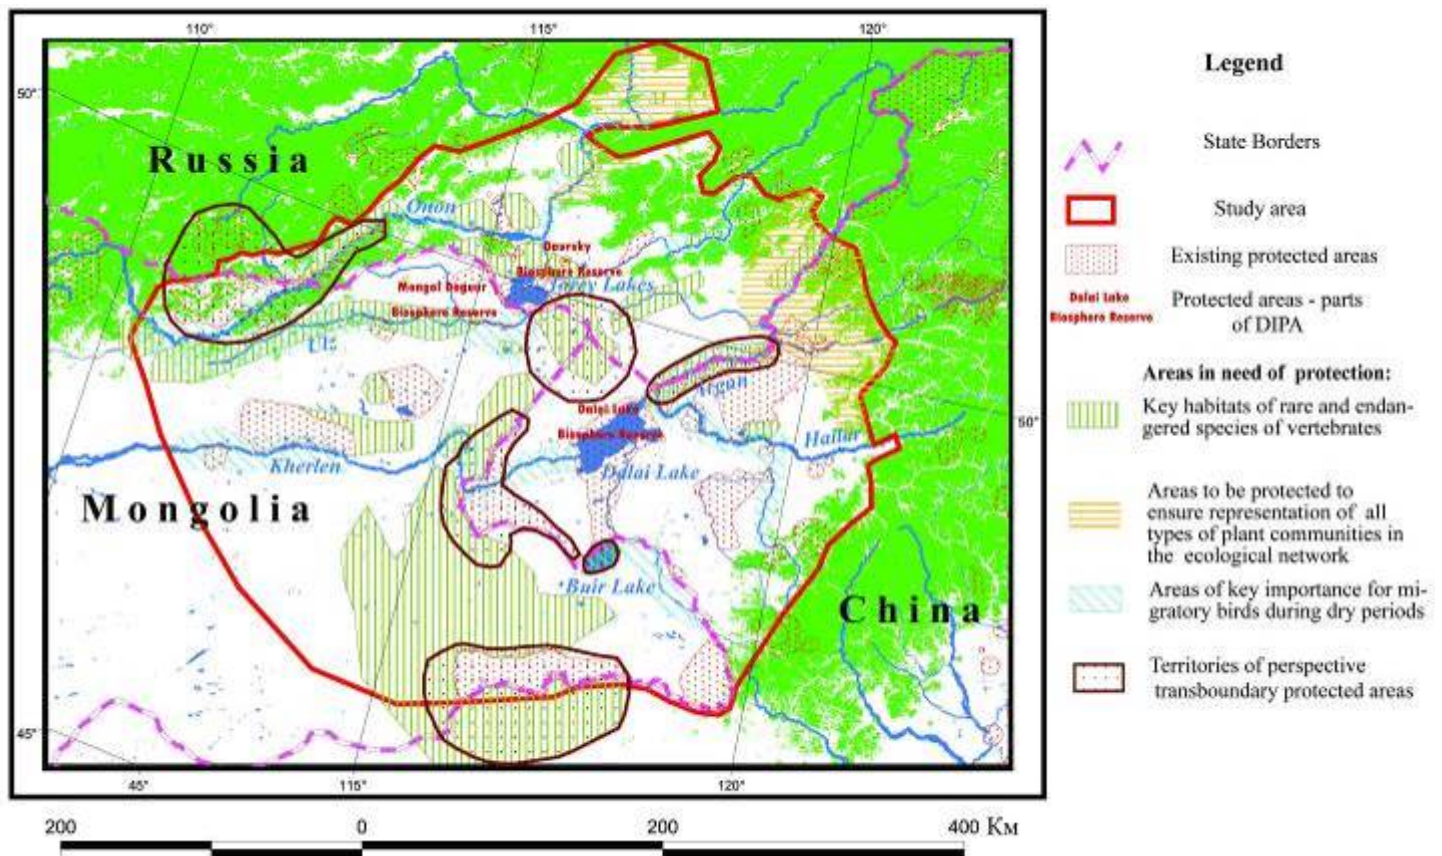 110°
115°
120°
50°
Russia
Onon
Daursky
Biosphere Reserve
Torey Lakes
Mongol Daguur
Biosphere Reserve
Ulz
Argun
50°
Dalai Lake
Biosphere Reserve
Hailar
Kherlen
Dalai Lake
Mongolia
Buir Lake
China
45°
45°
115°
120°
200
0
200
400 Км
Legend
State Borders
Study area
Existing protected areas
Dalai Lake
Biosphere Reserve
Protected areas - parts
of DIPA
Areas in need of protection:
Key habitats of rare and endan-
gered species of vertebrates
Areas to be protected to
ensure representation of all
types of plant communities in
the ecological network
Areas of key importance for mi-
gratory birds during dry periods
Territories of perspective
transboundary protected areas